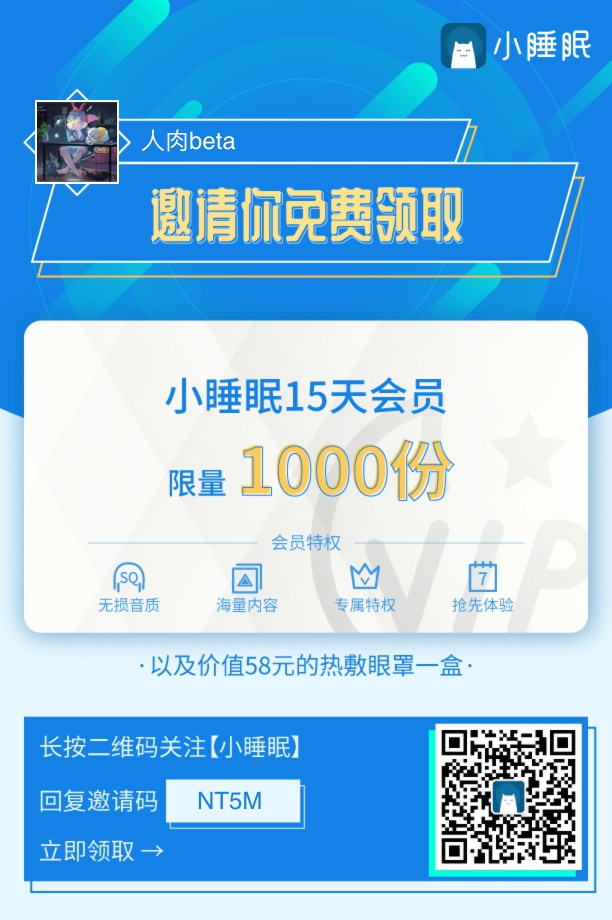 小睡眠
人肉beta
邀请你免费领取
小睡眠15天会员
限量 1000份
会员特权
SQ
7
无损音质 海量内容 专属特权 抢先体验
VIP
·以及价值58元的热敷眼罩一盒·
长按二维码关注【小睡眠】
回复邀请码 NT5M
立即领取 →